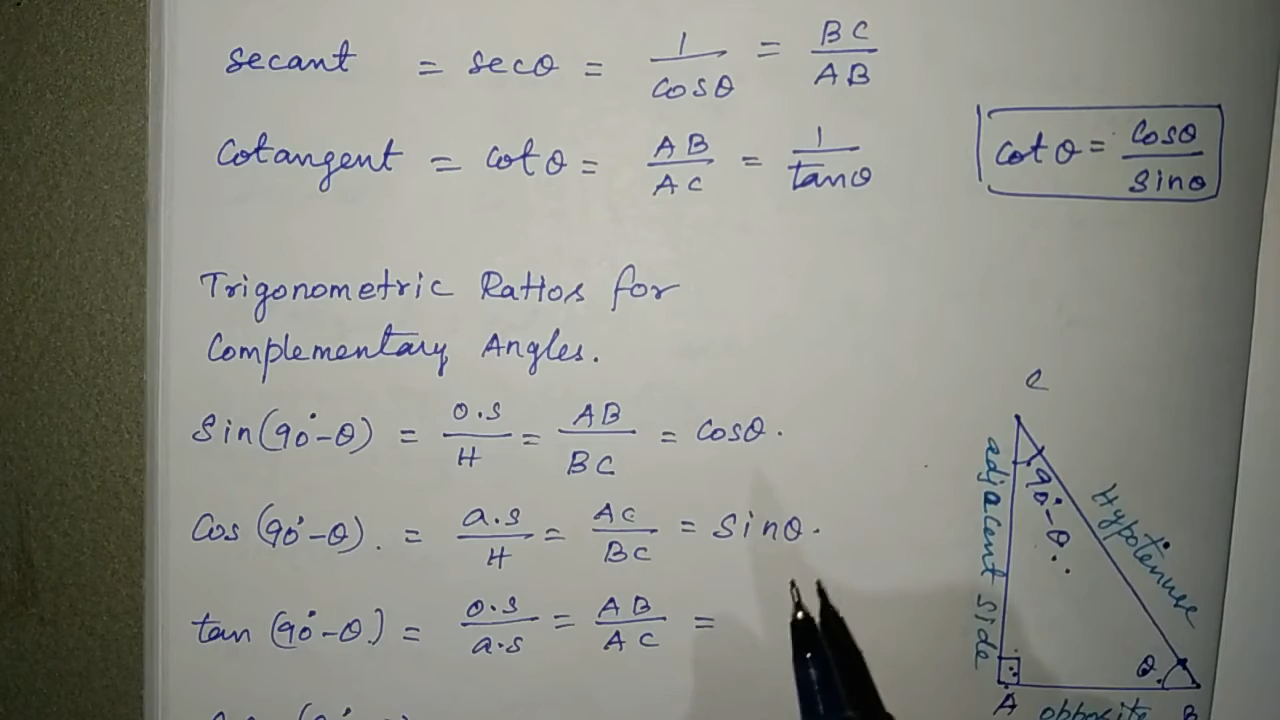 secant = secθ = 1/cosθ = BC/AB
Cotangent = cotθ = AB/AC = 1/tanθ
cotθ = cosθ/sinθ
Trigonometric Ratios for
Complementary Angles.
Sin(90°-θ) = o.s/H = AB/BC = cosθ.
Cos(90°-θ). = a.s/H = AC/BC = sinθ.
tan(90°-θ) = o.s/a.s = AB/AC =
C
90°-θ
adjacent side
Hypotenuse
θ
A
B
opposite